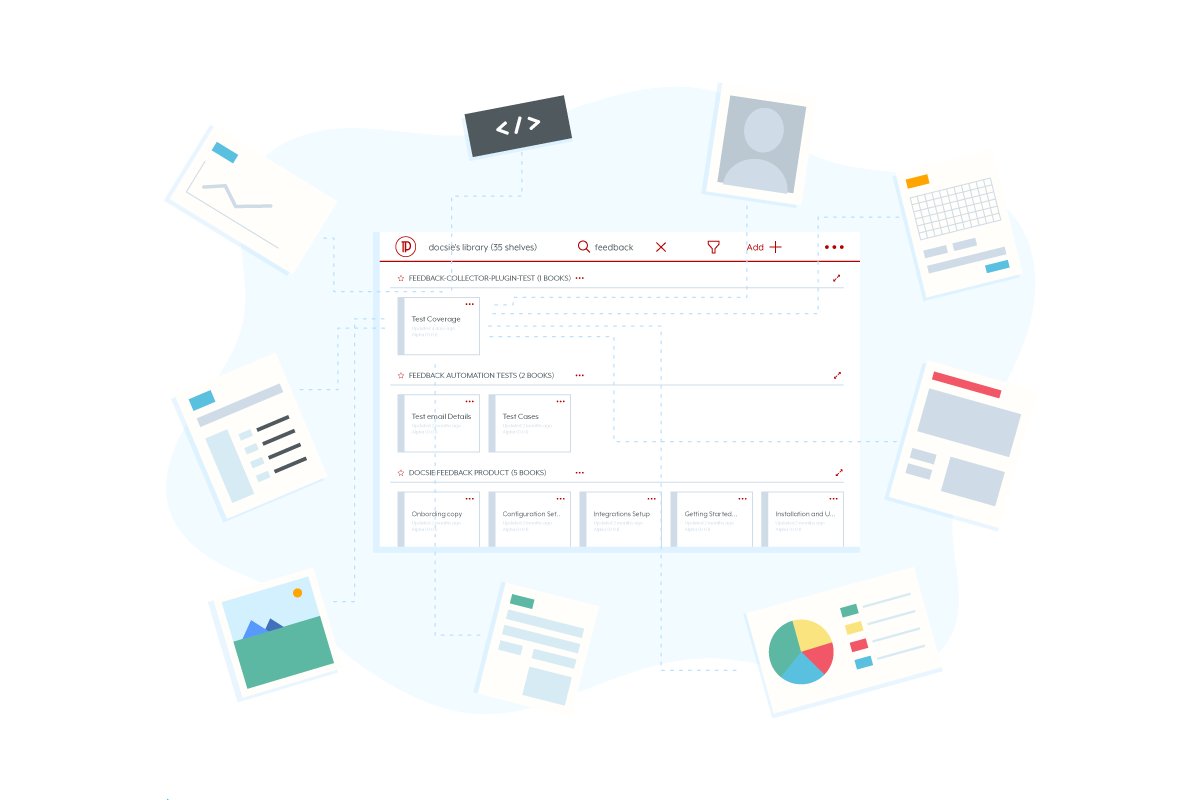 </>
docsie's library (35 shelves) feedback Add
FEEDBACK-COLLECTOR-PLUGIN-TEST (1 BOOKS)
Test Coverage
FEEDBACK AUTOMATION TESTS (2 BOOKS)
Test email Details Test Cases
DOCSIE FEEDBACK PRODUCT (5 BOOKS)
Onbording copy Configuration Set... Integrations Setup Getting Started... Installation and U...